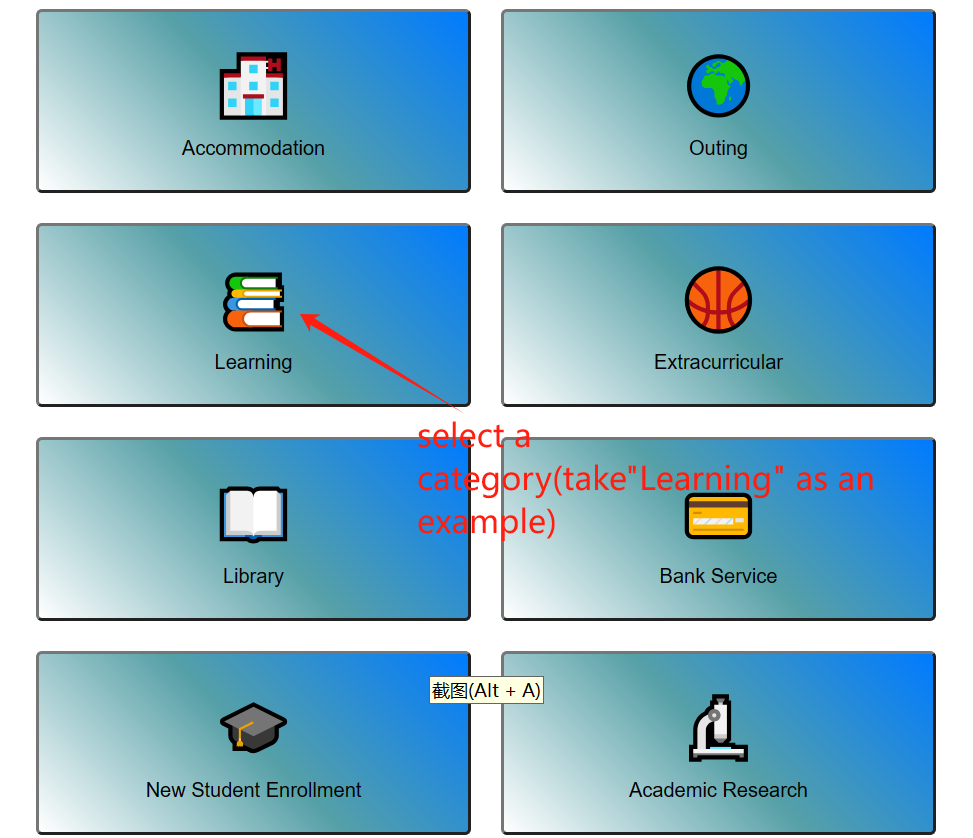 Accommodation
Outing
Learning
Extracurricular
select a
category(take"Learning" as an
example)
Library
Bank Service
截图(Alt + A)
New Student Enrollment
Academic Research